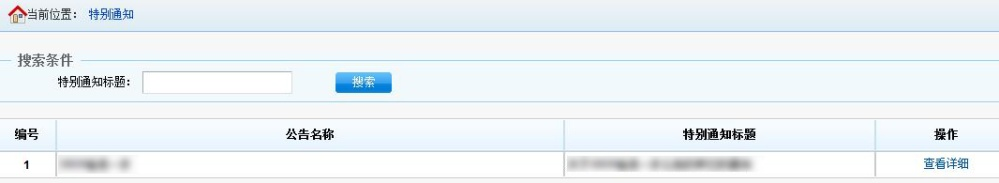 当前位置： 特别通知
搜索条件
特别通知标题： 搜索
编号 公告名称 特别通知标题 操作
1 查看详细